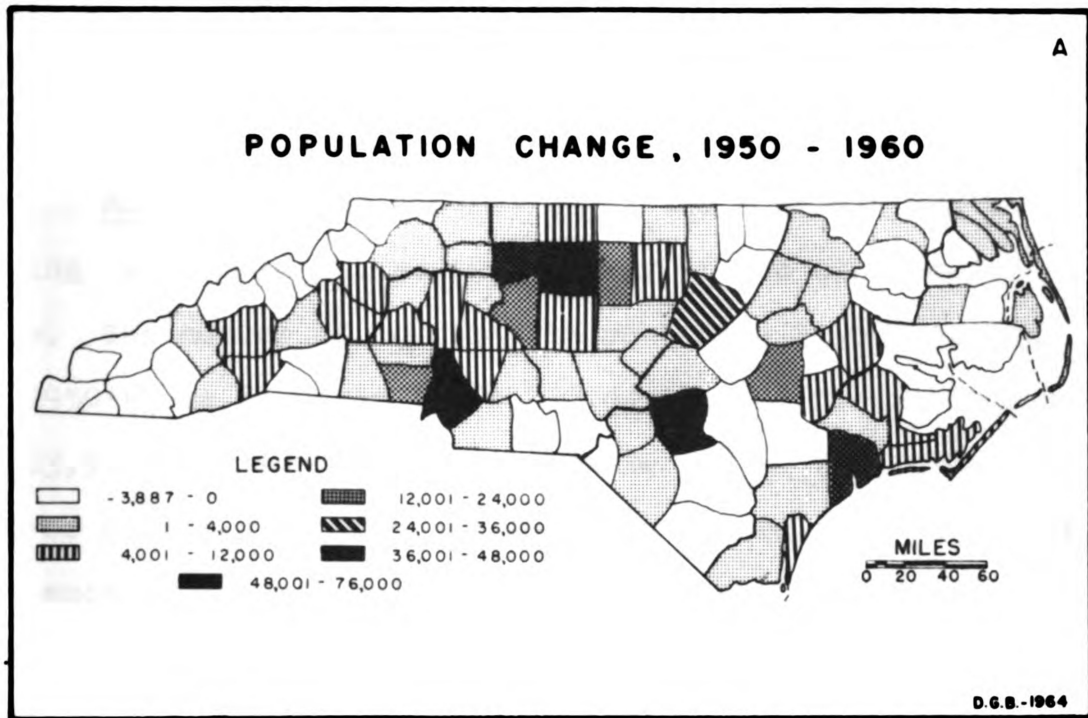 A
POPULATION CHANGE, 1950 - 1960
LEGEND
-3,887 - 0
1 - 4,000
4,001 - 12,000
12,001 - 24,000
24,001 - 36,000
36,001 - 48,000
48,001 - 76,000
MILES
0 20 40 60
D.G.B.-1964